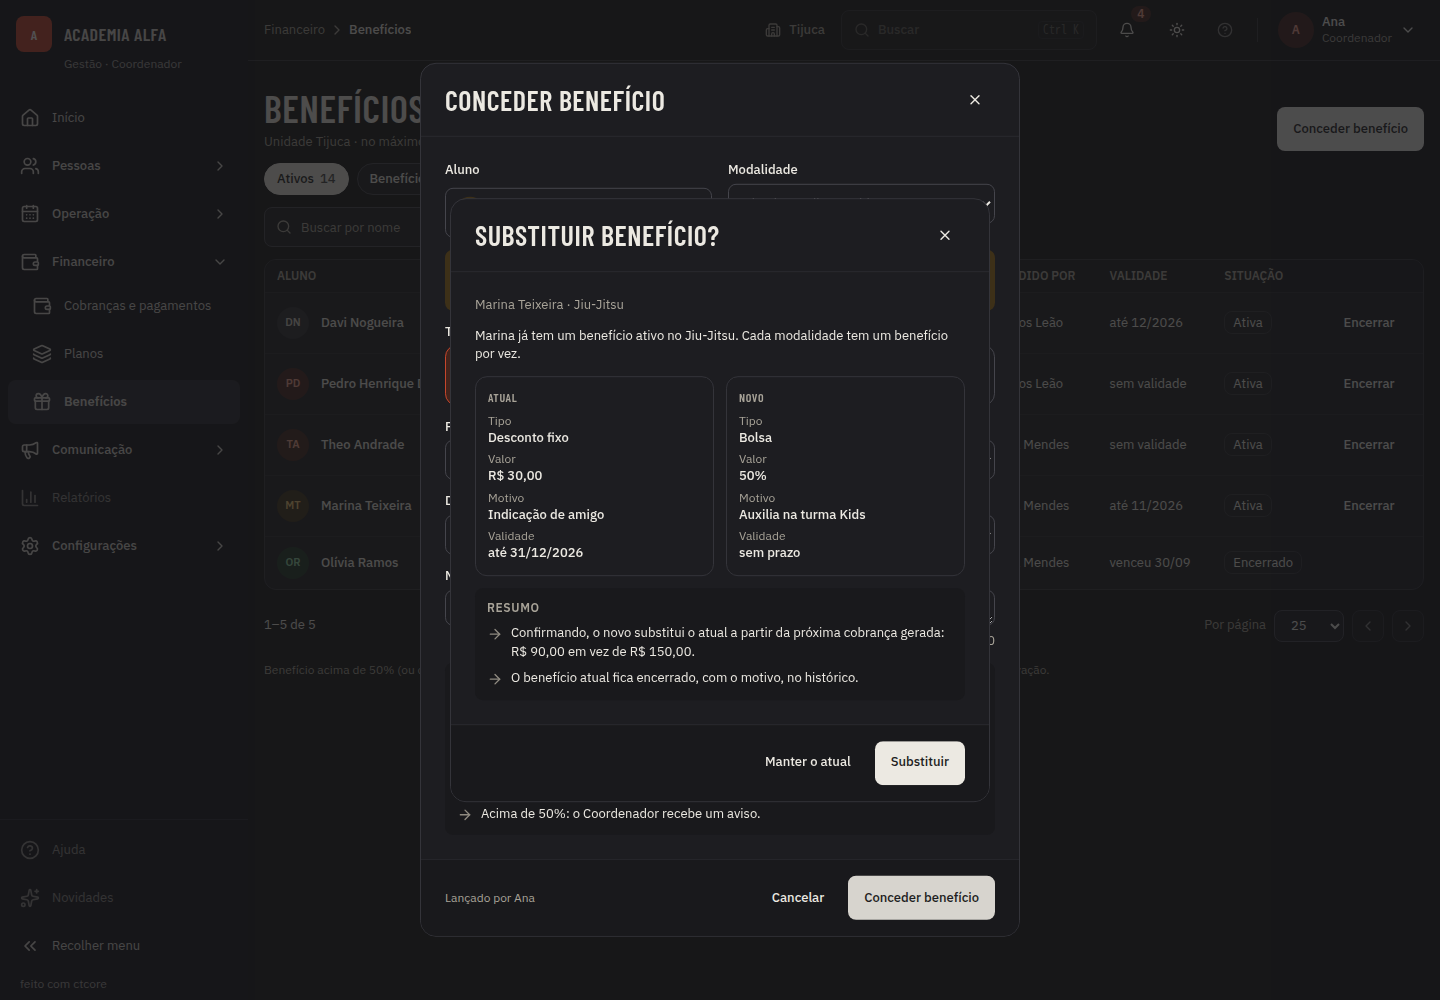 A
ACADEMIA ALFA
Gestão · Coordenador
Início
Pessoas
Operação
Financeiro
Cobranças e pagamentos
Planos
Benefícios
Comunicação
Relatórios
Configurações
Ajuda
Novidades
Recolher menu
feito com ctcore
Financeiro > Benefícios
Tijuca
Buscar
Ctrl K
4
A
Ana
Coordenador
BENEFÍCIOS
Unidade Tijuca · no máximo
Conceder benefício
Ativos 14
Buscar por nome
ALUNO
VALIDADE
SITUAÇÃO
DN
Davi Nogueira
os Leão
até 12/2026
Ativa
Encerrar
PD
Pedro Henrique
os Leão
sem validade
Ativa
Encerrar
TA
Theo Andrade
Mendes
sem validade
Ativa
Encerrar
MT
Marina Teixeira
Mendes
até 11/2026
Ativa
Encerrar
OR
Olívia Ramos
Mendes
venceu 30/09
Encerrado
1–5 de 5
Por página
25
Benefício acima de 50% (ou
CONCEDER BENEFÍCIO
Aluno
Modalidade
Acima de 50%: o Coordenador recebe um aviso.
Lançado por Ana
Cancelar
Conceder benefício
SUBSTITUIR BENEFÍCIO?
Marina Teixeira · Jiu-Jitsu
Marina já tem um benefício ativo no Jiu-Jitsu. Cada modalidade tem um benefício
por vez.
ATUAL
Tipo
Desconto fixo
Valor
R$ 30,00
Motivo
Indicação de amigo
Validade
até 31/12/2026
NOVO
Tipo
Bolsa
Valor
50%
Motivo
Auxilia na turma Kids
Validade
sem prazo
RESUMO
Confirmando, o novo substitui o atual a partir da próxima cobrança gerada:
R$ 90,00 em vez de R$ 150,00.
O benefício atual fica encerrado, com o motivo, no histórico.
Manter o atual
Substituir